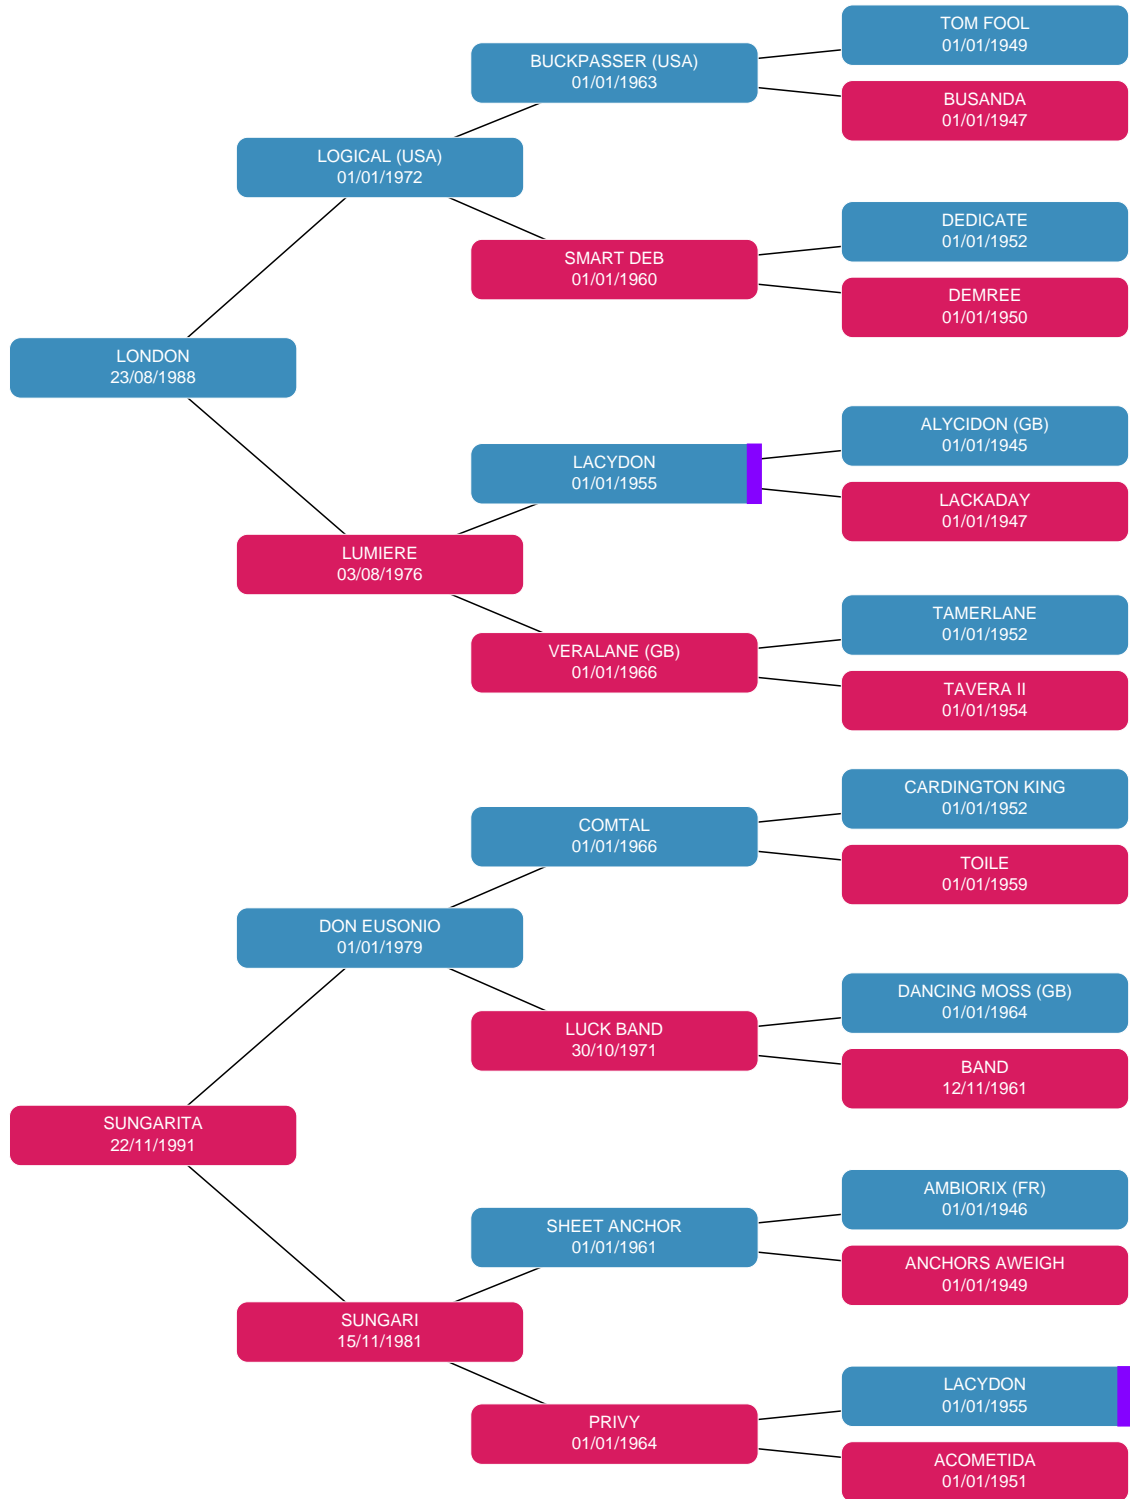 TOM FOOL
01/01/1949
BUCKPASSER (USA)
01/01/1963
BUSANDA
01/01/1947
LOGICAL (USA)
01/01/1972
DEDICATE
01/01/1952
SMART DEB
01/01/1960
DEMREE
01/01/1950
LONDON
23/08/1988
ALYCIDON (GB)
01/01/1945
LACYDON
01/01/1955
LACKADAY
01/01/1947
LUMIERE
03/08/1976
TAMERLANE
01/01/1952
VERALANE (GB)
01/01/1966
TAVERA II
01/01/1954
CARDINGTON KING
01/01/1952
COMTAL
01/01/1966
TOILE
01/01/1959
DON EUSONIO
01/01/1979
DANCING MOSS (GB)
01/01/1964
LUCK BAND
30/10/1971
BAND
12/11/1961
SUNGARITA
22/11/1991
AMBIORIX (FR)
01/01/1946
SHEET ANCHOR
01/01/1961
ANCHORS AWEIGH
01/01/1949
SUNGARI
15/11/1981
LACYDON
01/01/1955
PRIVY
01/01/1964
ACOMETIDA
01/01/1951